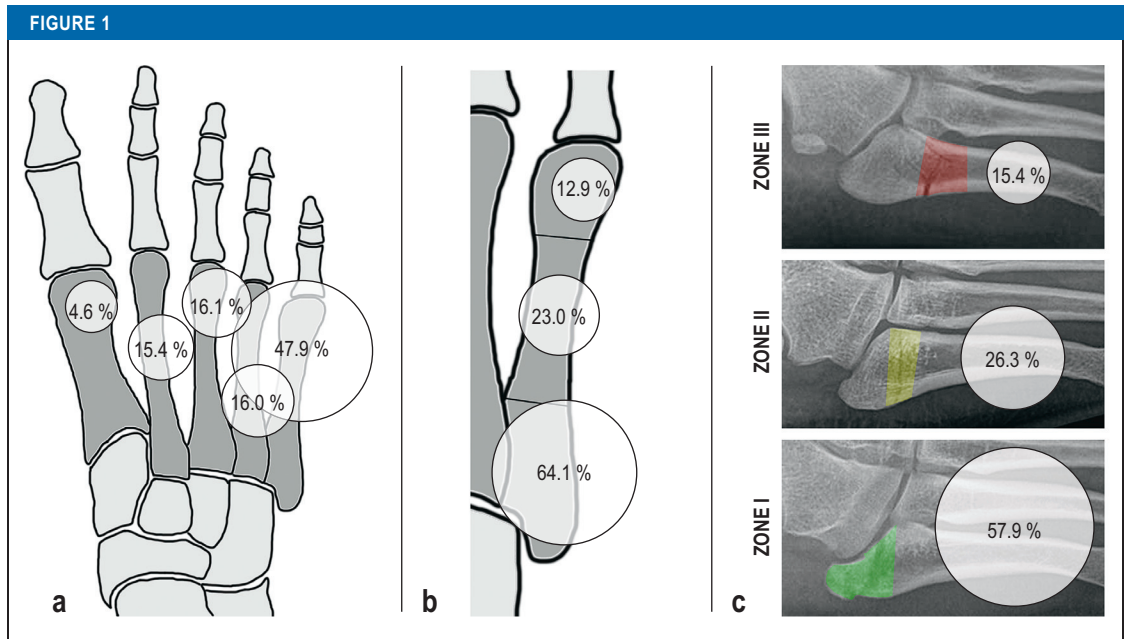 FIGURE 1
4.6 %
15.4 %
16.1 %
47.9 %
16.0 %
a
12.9 %
23.0 %
64.1 %
b
ZONE III
15.4 %
ZONE II
26.3 %
ZONE I
57.9 %
c